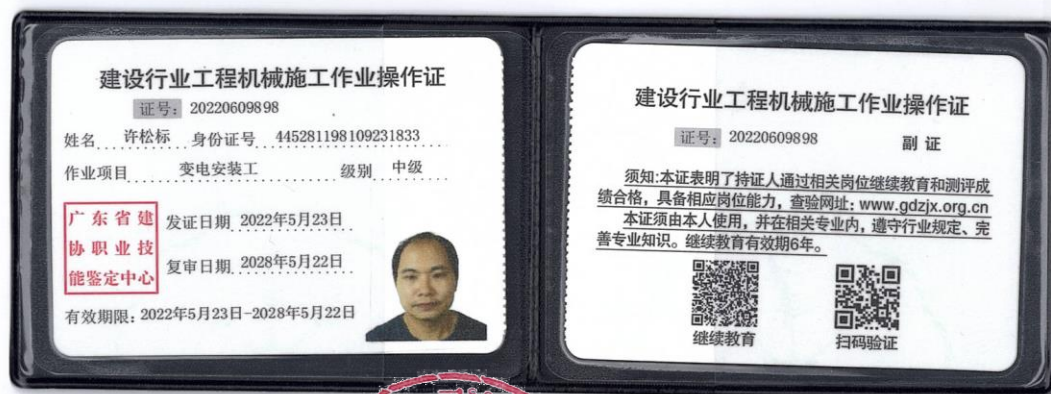 建设行业工程机械施工作业操作证
证号: 20220609898
姓名 许松标 身份证号 445281198109231833
作业项目 变电安装工 级别 中级
广东省建
协职业技
能鉴定中心
发证日期 2022年5月23日
复审日期 2028年5月22日
有效期限: 2022年5月23日-2028年5月22日
建设行业工程机械施工作业操作证
证号: 20220609898 副 证
须知:本证表明了持证人通过相关岗位继续教育和测评成
绩合格，具备相应岗位能力，查验网址: www.gdzjx.org.cn
本证须由本人使用，并在相关专业内，遵守行业规定、完
善专业知识。继续教育有效期6年。
继续教育 扫码验证